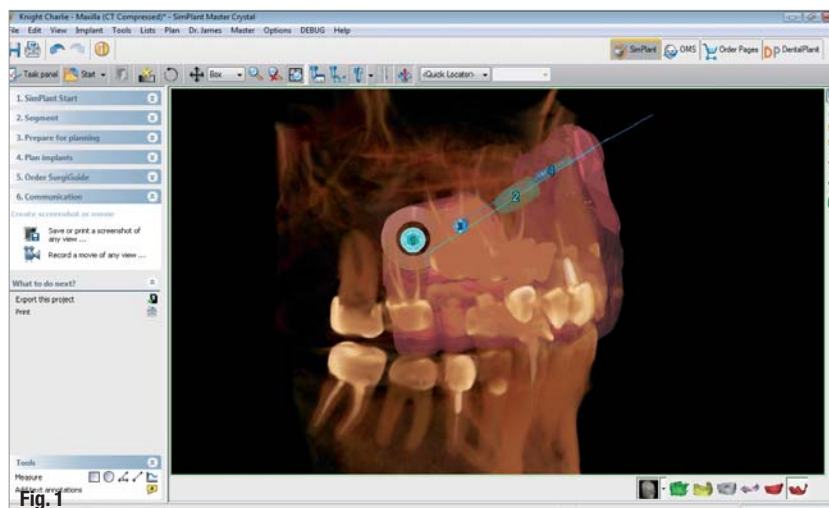 Knight Charlie - Maxilla (CT Compressed)* - SimPlant Master Crystal
File Edit View Implant Tools Lists Plan Dr. James Master Options DEBUG Help
SimPlant OMS Order Pages DentalPlanit
Task panel Start Box <Quick Locator>
1. SimPlant Start
2. Segment
3. Prepare for planning
4. Plan implants
5. Order SurgiGuide
6. Communication
Create screenshot or movie
Save or print a screenshot of
any view ...
Record a movie of any view ...
What to do next?
Export this project
Print
2
Tools
Measure
Add text annotations
Fig. 1